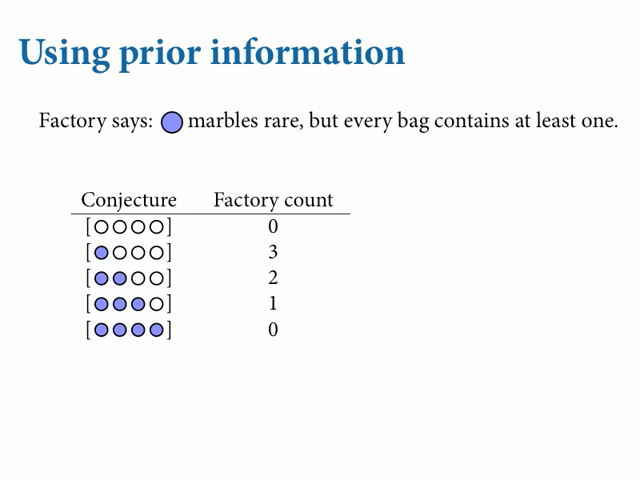 Using prior information
Factory says: marbles rare, but every bag contains at least one.
Conjecture Factory count
[○○○○] 0
[●○○○] 3
[●●○○] 2
[●●●○] 1
[●●●●] 0